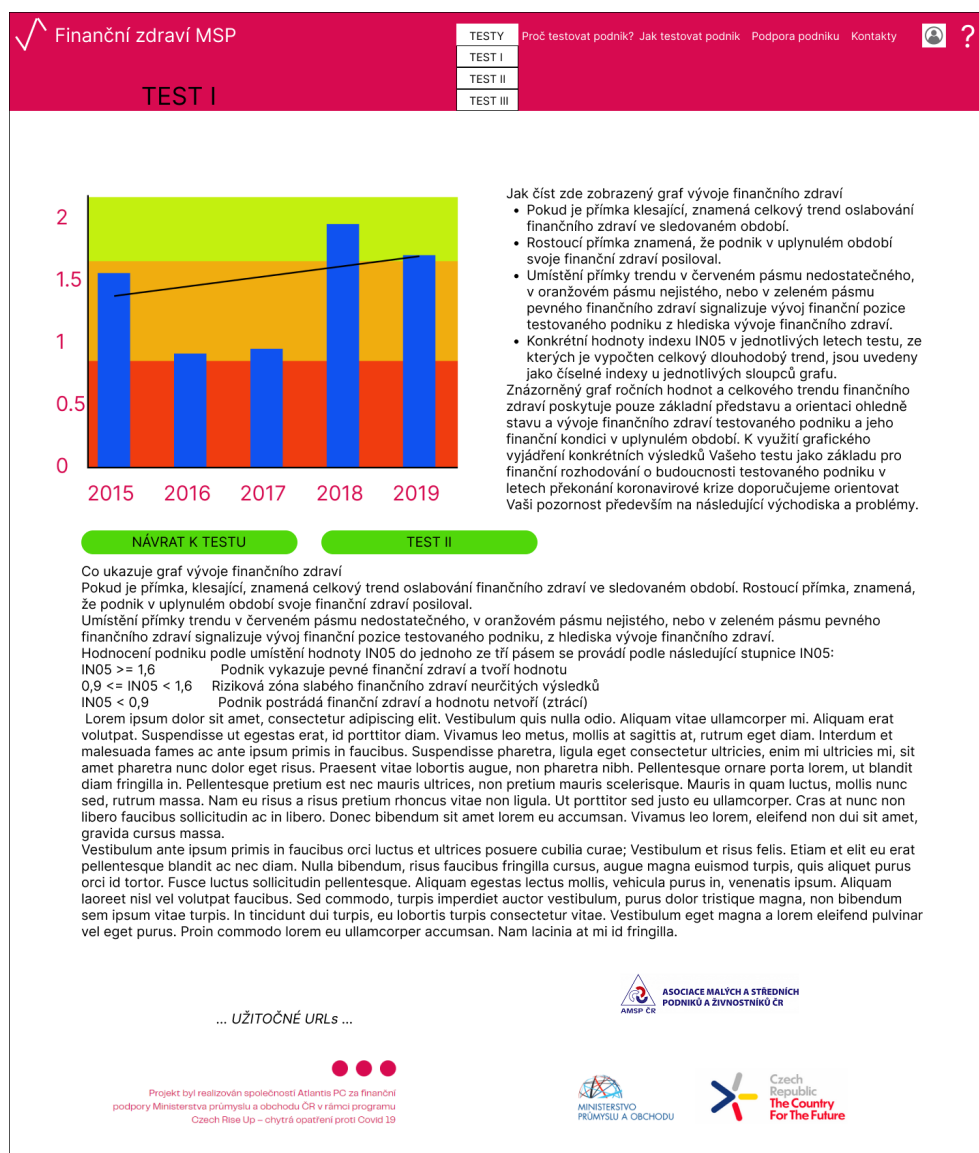 Finanční zdraví MSP
TESTY
Proč testovat podnik?
Jak testovat podnik
Podpora podniku
Kontakty
?
TEST I
TEST II
TEST III
TEST I
Jak číst zde zobrazený graf vývoje finančního zdraví
• Pokud je přímka klesající, znamená celkový trend oslabování
finančního zdraví ve sledovaném období.
• Rostoucí přímka znamená, že podnik v uplynulém období
svoje finanční zdraví posiloval.
• Umístění přímky trendu v červeném pásmu nedostatečného,
v oranžovém pásmu nejistého, nebo v zeleném pásmu
pevného finančního zdraví signalizuje vývoj finanční pozice
testovaného podniku z hlediska vývoje finančního zdraví.
• Konkrétní hodnoty indexu IN05 v jednotlivých letech testu, ze
kterých je vypočten celkový dlouhodobý trend, jsou uvedeny
jako číselné indexy u jednotlivých sloupců grafu.
Znázorněný graf ročních hodnot a celkového trendu finančního
zdraví poskytuje pouze základní představu a orientaci ohledně
stavu a vývoje finančního zdraví testovaného podniku a jeho
finanční kondici v uplynulém období. K využití grafického
vyjádření konkrétních výsledků Vašeho testu jako základu pro
finanční rozhodování o budoucnosti testovaného podniku v
letech překonání koronavirové krize doporučujeme orientovat
Vaši pozornost především na následující východiska a problémy.
2
1.5
1
0.5
0
2015 2016 2017 2018 2019
NÁVRAT K TESTU
TEST II
Co ukazuje graf vývoje finančního zdraví
Pokud je přímka, klesající, znamená celkový trend oslabování finančního zdraví ve sledovaném období. Rostoucí přímka, znamená,
že podnik v uplynulém období svoje finanční zdraví posiloval.
Umístění přímky trendu v červeném pásmu nedostatečného, v oranžovém pásmu nejistého, nebo v zeleném pásmu pevného
finančního zdraví signalizuje vývoj finanční pozice testovaného podniku, z hlediska vývoje finančního zdraví.
Hodnocení podniku podle umístění hodnoty IN05 do jednoho ze tří pásem se provádí podle následující stupnice IN05:
IN05 >= 1,6 Podnik vykazuje pevné finanční zdraví a tvoří hodnotu
0,9 <= IN05 < 1,6 Riziková zóna slabého finančního zdraví neurčitých výsledků
IN05 < 0,9 Podnik postrádá finanční zdraví a hodnotu netvoří (ztrácí)
Lorem ipsum dolor sit amet, consectetur adipiscing elit. Vestibulum quis nulla odio. Aliquam vitae ullamcorper mi. Aliquam erat
volutpat. Suspendisse ut egestas erat, id porttitor diam. Vivamus leo metus, mollis at sagittis at, rutrum eget diam. Interdum et
malesuada fames ac ante ipsum primis in faucibus. Suspendisse pharetra, ligula eget consectetur ultricies, enim mi ultricies mi, sit
amet pharetra nunc dolor eget risus. Praesent vitae lobortis augue, non pharetra nibh. Pellentesque ornare porta lorem, ut blandit
diam fringilla in. Pellentesque pretium est nec mauris ultrices, non pretium mauris scelerisque. Mauris in quam luctus, mollis nunc
sed, rutrum massa. Nam eu risus a risus pretium rhoncus vitae non ligula. Ut porttitor sed justo eu ullamcorper. Cras at nunc non
libero faucibus sollicitudin ac in libero. Donec bibendum sit amet lorem eu accumsan. Vivamus leo lorem, eleifend non dui sit amet,
gravida cursus massa.
Vestibulum ante ipsum primis in faucibus orci luctus et ultrices posuere cubilia curae; Vestibulum et risus felis. Etiam et elit eu erat
pellentesque blandit ac nec diam. Nulla bibendum, risus faucibus fringilla cursus, augue magna euismod turpis, quis aliquet purus
orci id tortor. Fusce luctus sollicitudin pellentesque. Aliquam egestas lectus mollis, vehicula purus in, venenatis ipsum. Aliquam
laoreet nisl vel volutpat faucibus. Sed commodo, turpis imperdiet auctor vestibulum, purus dolor tristique magna, non bibendum
sem ipsum vitae turpis. In tincidunt dui turpis, eu lobortis turpis consectetur vitae. Vestibulum eget magna a lorem eleifend pulvinar
vel eget purus. Proin commodo lorem eu ullamcorper accumsan. Nam lacinia at mi id fringilla.
AMSP ČR
ASOCIACE MALÝCH A STŘEDNÍCH
PODNIKŮ A ŽIVNOSTNÍKŮ ČR
... UŽITOČNÉ URLs ...
Projekt byl realizován společností Atlantis PC za finanční
podpory Ministerstva průmyslu a obchodu ČR v rámci programu
Czech Rise Up – chytrá opatření proti Covid 19
MINISTERSTVO
PRŮMYSLU A OBCHODU
Czech
Republic
The Country
For The Future